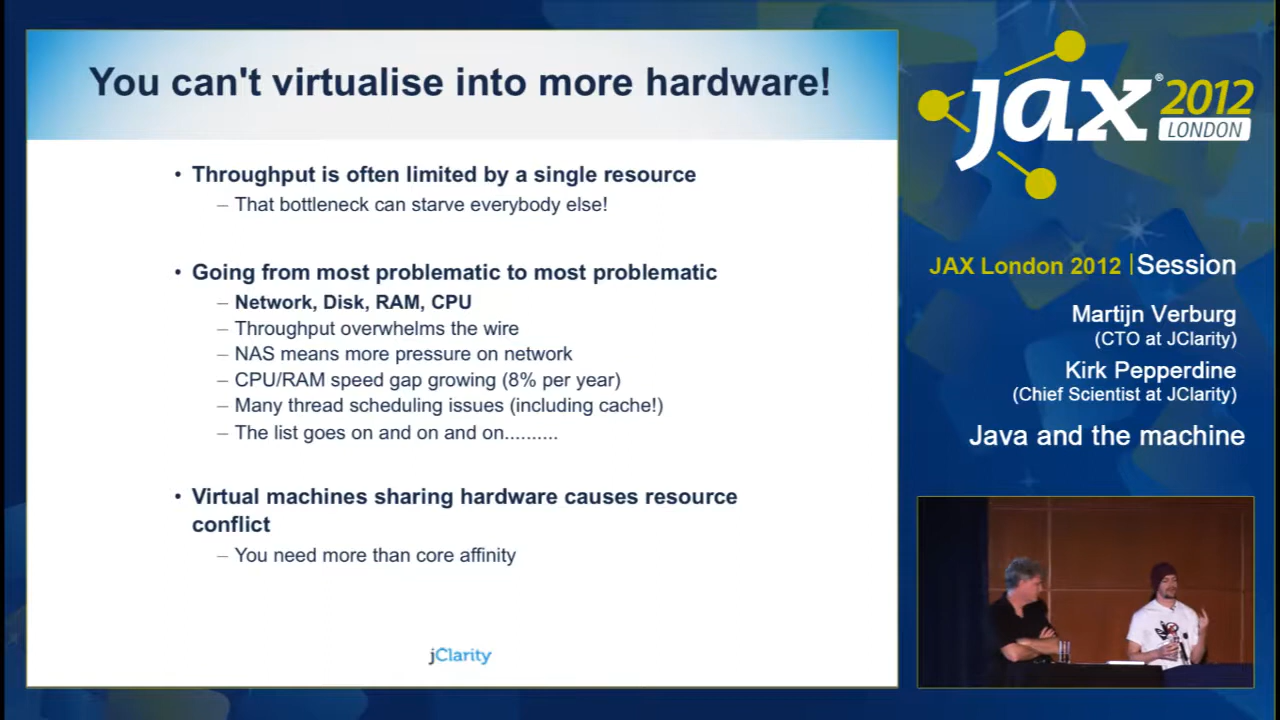 You can't virtualise into more hardware!
• Throughput is often limited by a single resource
– That bottleneck can starve everybody else!
• Going from most problematic to most problematic
– Network, Disk, RAM, CPU
– Throughput overwhelms the wire
– NAS means more pressure on network
– CPU/RAM speed gap growing (8% per year)
– Many thread scheduling issues (including cache!)
– The list goes on and on and on..........
• Virtual machines sharing hardware causes resource
conflict
– You need more than core affinity
jClarity
jax® 2012
LONDON
JAX London 2012 | Session
Martijn Verburg
(CTO at JClarity)
Kirk Pepperdine
(Chief Scientist at JClarity)
Java and the machine